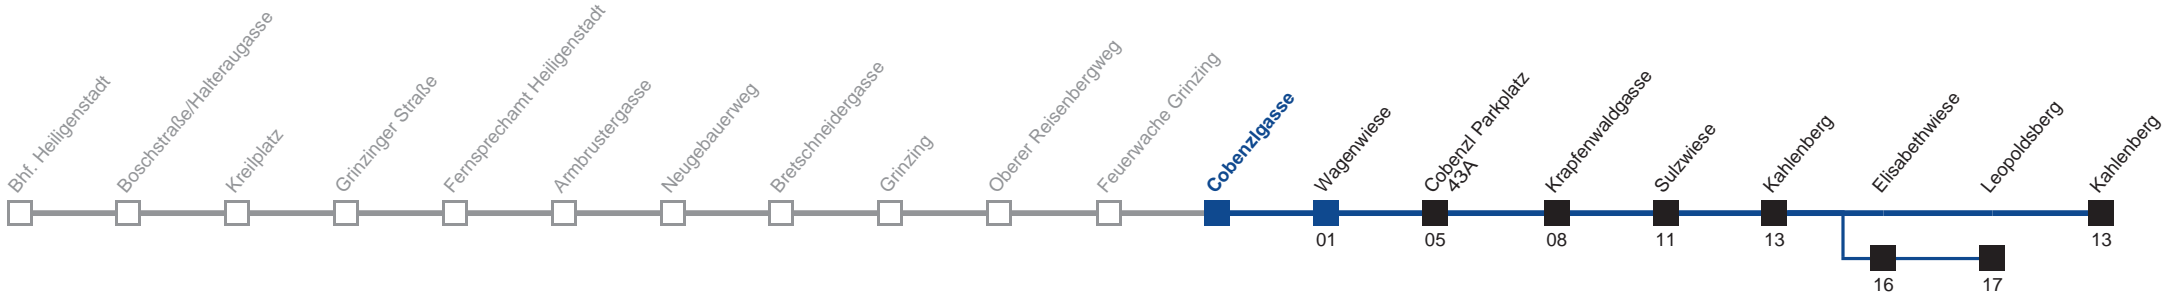 Bhf. Heiligenstadt
Boschstraße/Halteraugasse
Kreilplatz
Grinzinger Straße
Fernsprechamt Heiligenstadt
Armbrustergasse
Neugebauerweg
Bretschneidergasse
Grinzing
Oberer Reisenbergweg
Feuerwache Grinzing
Cobenzlgasse
Wagenwiese
Cobenzl Parkplatz
43A
Krapfenwaldgasse
Sulzwiese
Kahlenberg
Elisabethwiese
Leopoldsberg
Kahlenberg
01
05
08
11
13
13
16
17